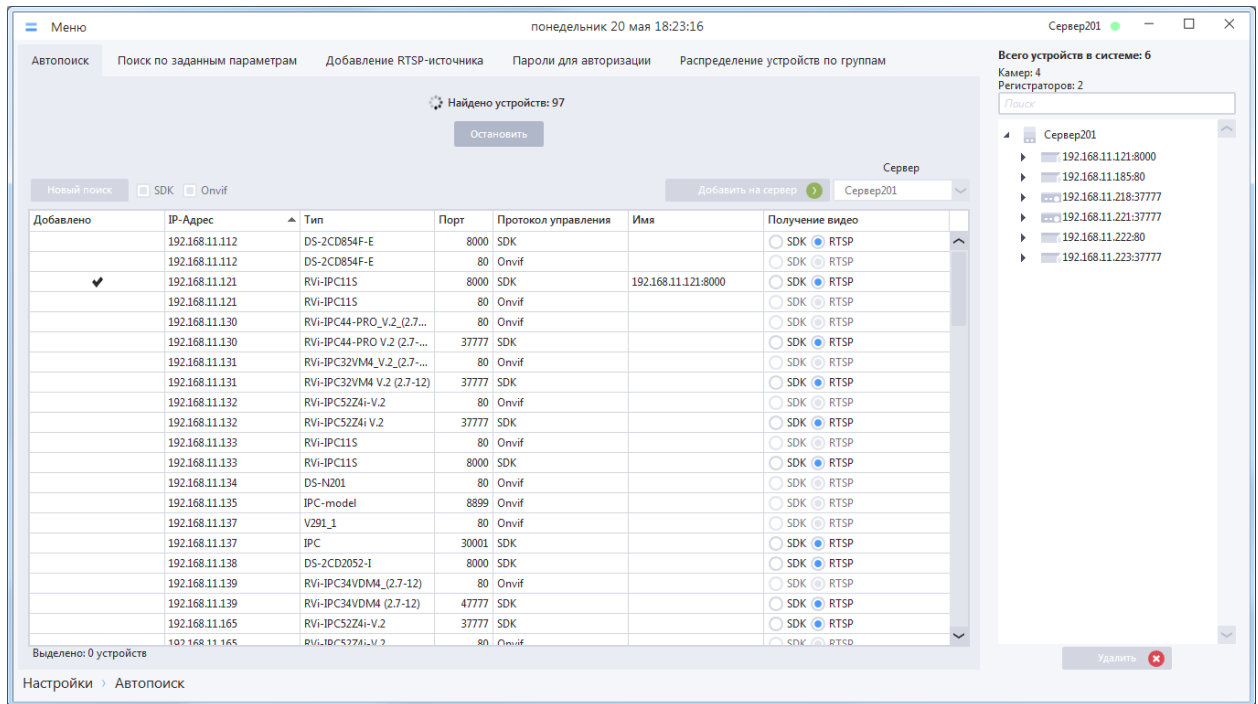 Меню понедельник 20 мая 18:23:16 Сервер201
Автопоиск Поиск по заданным параметрам Добавление RTSP-источника Пароли для авторизации Распределение устройств по группам
Всего устройств в системе: 6
Камер: 4
Регистраторов: 2
Поиск
Найдено устройств: 97
Остановить
Сервер
Новый поиск SDK Onvif Добавить на сервер Сервер201
Добавлено IP-Адрес Тип Порт Протокол управления Имя Получение видео
192.168.11.112 DS-2CD854F-E 8000 SDK SDK RTSP
192.168.11.112 DS-2CD854F-E 80 Onvif SDK RTSP
192.168.11.121 RVi-IPC11S 8000 SDK 192.168.11.121:8000 SDK RTSP
192.168.11.121 RVi-IPC11S 80 Onvif SDK RTSP
192.168.11.130 RVi-IPC44-PRO_V.2_(2.7... 80 Onvif SDK RTSP
192.168.11.130 RVi-IPC44-PRO V.2 (2.7-... 37777 SDK SDK RTSP
192.168.11.131 RVi-IPC32VM4_V.2_(2.7-... 80 Onvif SDK RTSP
192.168.11.131 RVi-IPC32VM4 V.2 (2.7-12) 37777 SDK SDK RTSP
192.168.11.132 RVi-IPC52Z4i-V.2 80 Onvif SDK RTSP
192.168.11.132 RVi-IPC52Z4i V.2 37777 SDK SDK RTSP
192.168.11.133 RVi-IPC11S 80 Onvif SDK RTSP
192.168.11.133 RVi-IPC11S 8000 SDK SDK RTSP
192.168.11.134 DS-N201 80 Onvif SDK RTSP
192.168.11.135 IPC-model 8899 Onvif SDK RTSP
192.168.11.137 V291_1 80 Onvif SDK RTSP
192.168.11.137 IPC 30001 SDK SDK RTSP
192.168.11.138 DS-2CD2052-I 8000 SDK SDK RTSP
192.168.11.139 RVi-IPC34VDM4_(2.7-12) 80 Onvif SDK RTSP
192.168.11.139 RVi-IPC34VDM4 (2.7-12) 47777 SDK SDK RTSP
192.168.11.165 RVi-IPC52Z4i-V.2 37777 SDK SDK RTSP
192.168.11.165 RVi-IPC52Z4i-V.2 80 Onvif SDK RTSP
Выделено: 0 устройств
Сервер201
192.168.11.121:8000
192.168.11.185:80
192.168.11.218:37777
192.168.11.221:37777
192.168.11.222:80
192.168.11.223:37777
Удалить
Настройки › Автопоиск